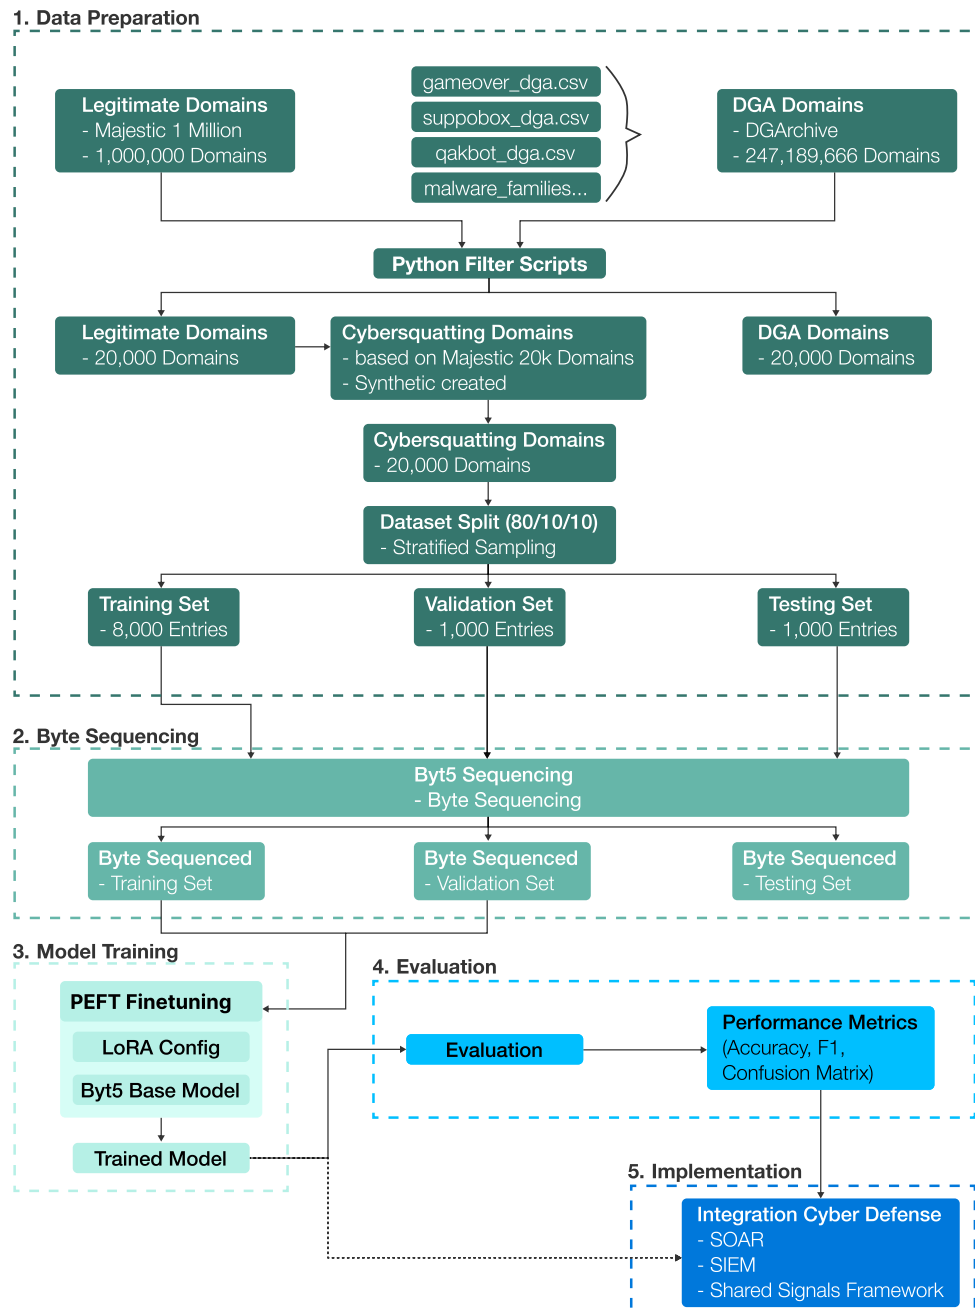 1. Data Preparation
Legitimate Domains
- Majestic 1 Million
- 1,000,000 Domains
gameover_dga.csv
suppobox_dga.csv
qakbot_dga.csv
malware_families...
DGA Domains
- DGArchive
- 247,189,666 Domains
Python Filter Scripts
Legitimate Domains
- 20,000 Domains
Cybersquatting Domains
- based on Majestic 20k Domains
- Synthetic created
DGA Domains
- 20,000 Domains
Cybersquatting Domains
- 20,000 Domains
Dataset Split (80/10/10)
- Stratified Sampling
Training Set
- 8,000 Entries
Validation Set
- 1,000 Entries
Testing Set
- 1,000 Entries
2. Byte Sequencing
Byt5 Sequencing
- Byte Sequencing
Byte Sequenced
- Training Set
Byte Sequenced
- Validation Set
Byte Sequenced
- Testing Set
3. Model Training
PEFT Finetuning
LoRA Config
Byt5 Base Model
Trained Model
4. Evaluation
Evaluation
Performance Metrics
(Accuracy, F1,
Confusion Matrix)
5. Implementation
Integration Cyber Defense
- SOAR
- SIEM
- Shared Signals Framework